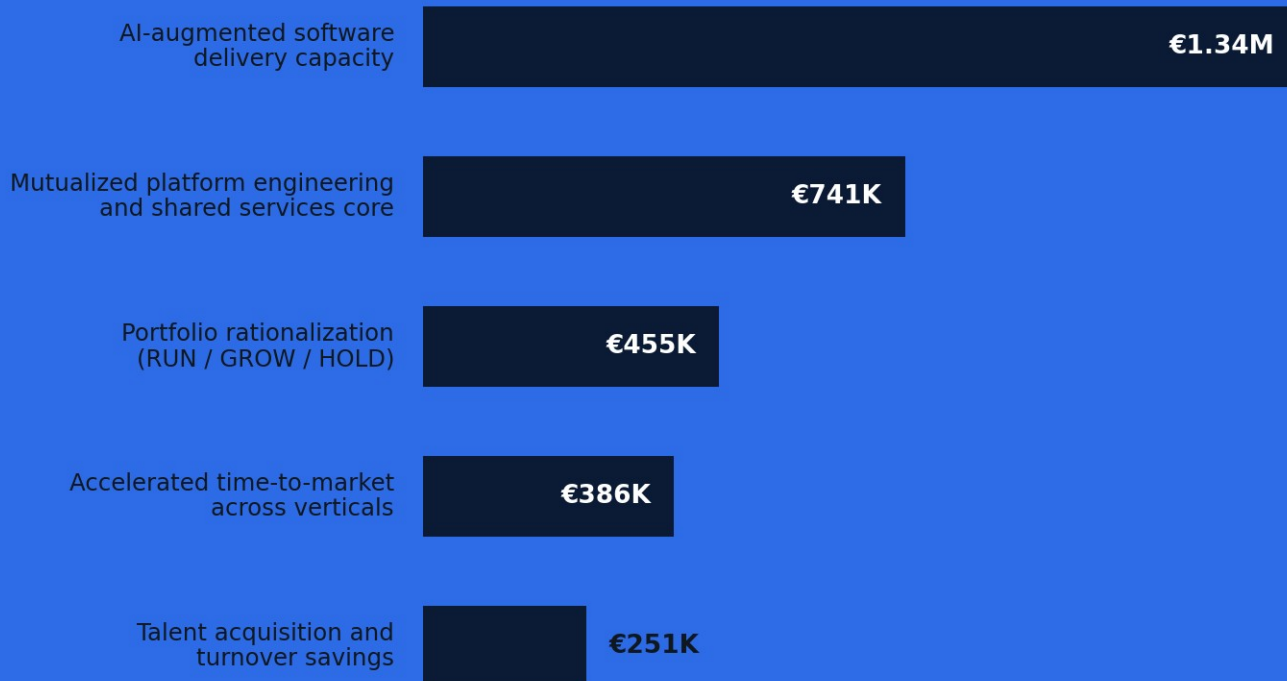 AI-augmented software
delivery capacity
€1.34M
Mutualized platform engineering
and shared services core
€741K
Portfolio rationalization
(RUN / GROW / HOLD)
€455K
Accelerated time-to-market
across verticals
€386K
Talent acquisition and
turnover savings
€251K